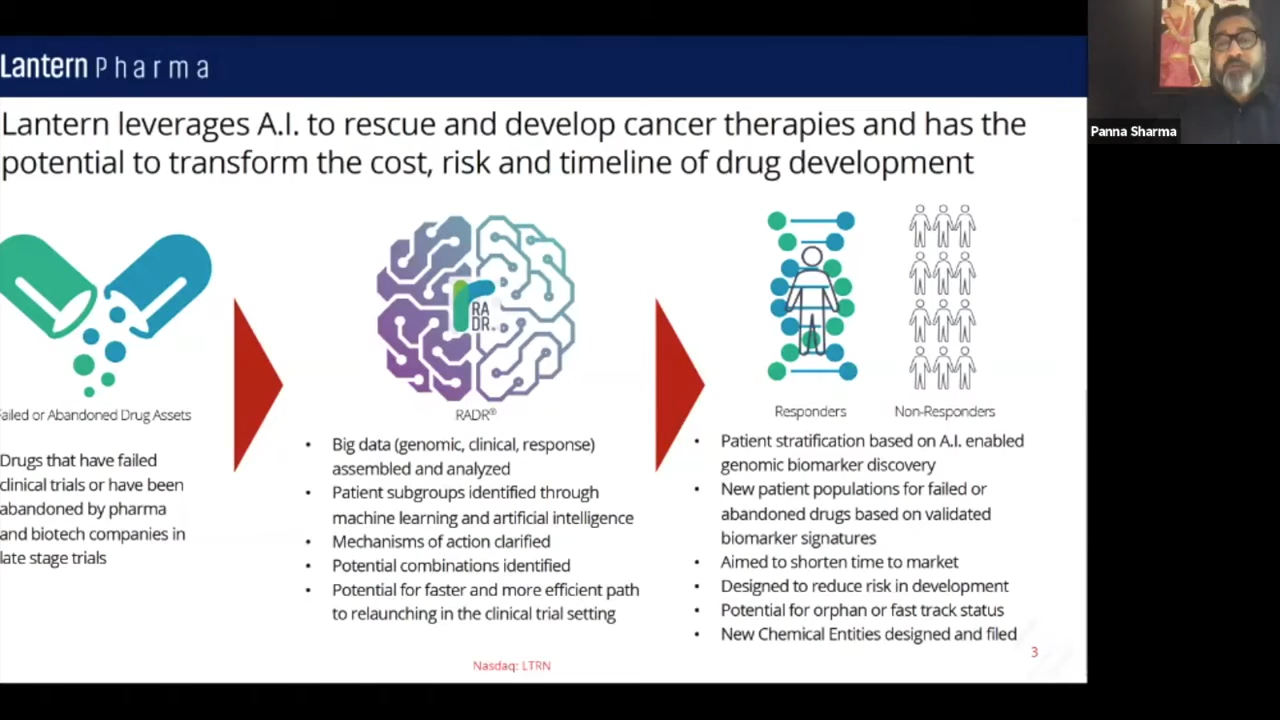 Lantern Pharma
Panna Sharma
Lantern leverages A.I. to rescue and develop cancer therapies and has the
potential to transform the cost, risk and timeline of drug development
RA
DR®
ailed or Abandoned Drug Assets
Drugs that have failed
clinical trials or have been
abandoned by pharma
and biotech companies in
late stage trials
RADR®
• Big data (genomic, clinical, response)
assembled and analyzed
• Patient subgroups identified through
machine learning and artificial intelligence
• Mechanisms of action clarified
• Potential combinations identified
• Potential for faster and more efficient path
to relaunching in the clinical trial setting
Responders
Non-Responders
• Patient stratification based on A.I. enabled
genomic biomarker discovery
• New patient populations for failed or
abandoned drugs based on validated
biomarker signatures
• Aimed to shorten time to market
• Designed to reduce risk in development
• Potential for orphan or fast track status
• New Chemical Entities designed and filed
Nasdaq: LTRN
3